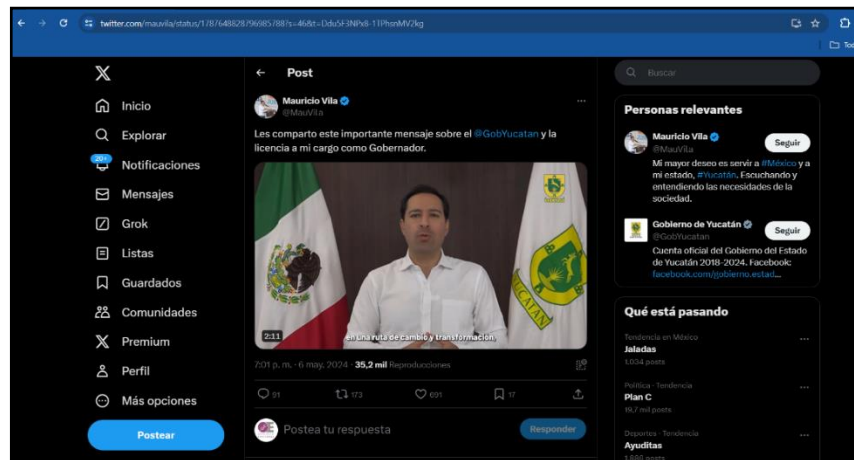 twitter.com/mauvila/status/1787648828796985788?s=46&t=Ddu5F3NPx8-1TPhsnMV2kg
X
Inicio
Explorar
20+
Notificaciones
Mensajes
Grok
Listas
Guardados
Comunidades
Premium
Perfil
Más opciones
Postear
Post
Mauricio Vila
@MauVila
Les comparto este importante mensaje sobre el @GobYucatan y la
licencia a mi cargo como Gobernador.
YUCATÁN
2:11
en una ruta de cambio y transformación.
7:01 p. m. · 6 may. 2024 · 35,2 mil Reproducciones
91
173
691
17
Postea tu respuesta
Responder
Buscar
Personas relevantes
Mauricio Vila
@MauVila
Seguir
Mi mayor deseo es servir a #México y a
mi estado, #Yucatán. Escuchando y
entendiendo las necesidades de la
sociedad.
Gobierno de Yucatán
@GobYucatan
Seguir
Cuenta oficial del Gobierno del Estado
de Yucatán 2018-2024. Facebook:
facebook.com/gobierno.estad...
Qué está pasando
Tendencia en México
Jaladas
1.034 posts
Política · Tendencia
Plan C
19,7 mil posts
Deportes · Tendencia
Ayuditas